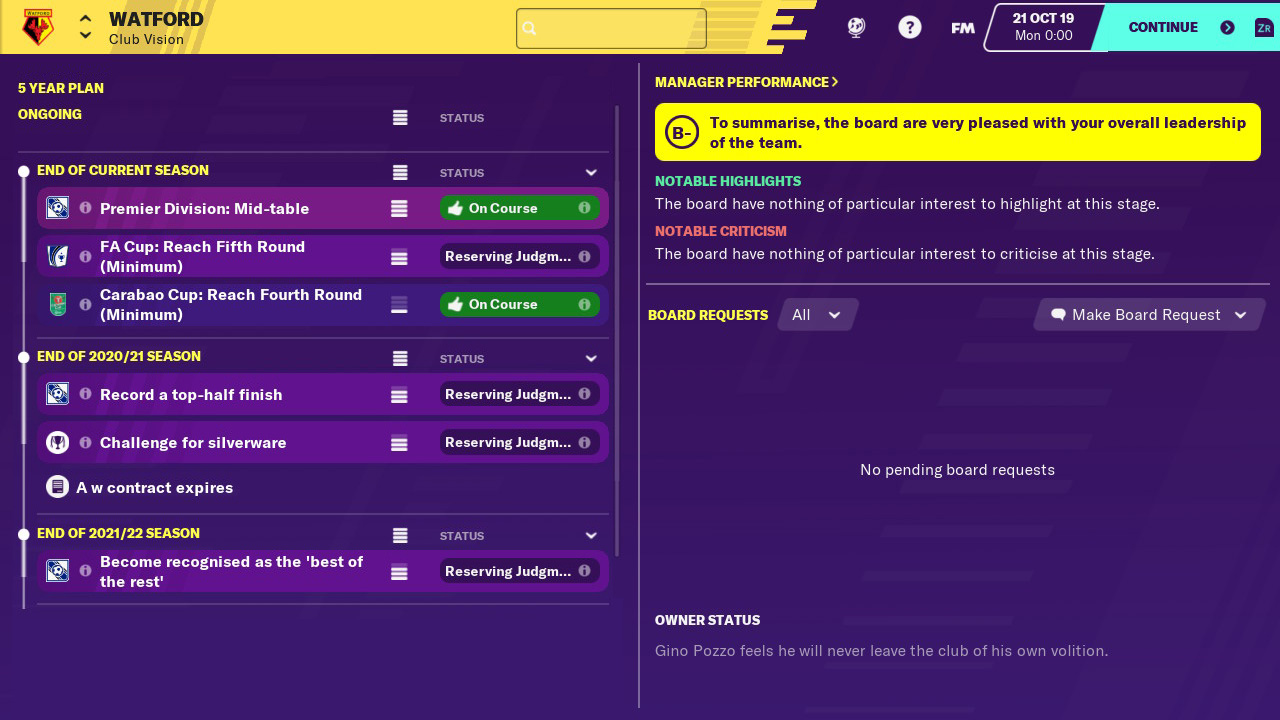 WATFORD
WATFORD
Club Vision
?
FM
21 OCT 19
Mon 0:00
CONTINUE
ZR
5 YEAR PLAN
ONGOING
STATUS
END OF CURRENT SEASON
STATUS
Premier Division: Mid-table
On Course
FA Cup: Reach Fifth Round
(Minimum)
Reserving Judgm...
Carabao Cup: Reach Fourth Round
(Minimum)
On Course
END OF 2020/21 SEASON
STATUS
Record a top-half finish
Reserving Judgm...
Challenge for silverware
Reserving Judgm...
A w contract expires
END OF 2021/22 SEASON
STATUS
Become recognised as the 'best of
the rest'
Reserving Judgm...
MANAGER PERFORMANCE
B-
To summarise, the board are very pleased with your overall leadership
of the team.
NOTABLE HIGHLIGHTS
The board have nothing of particular interest to highlight at this stage.
NOTABLE CRITICISM
The board have nothing of particular interest to criticise at this stage.
BOARD REQUESTS
All
Make Board Request
No pending board requests
OWNER STATUS
Gino Pozzo feels he will never leave the club of his own volition.